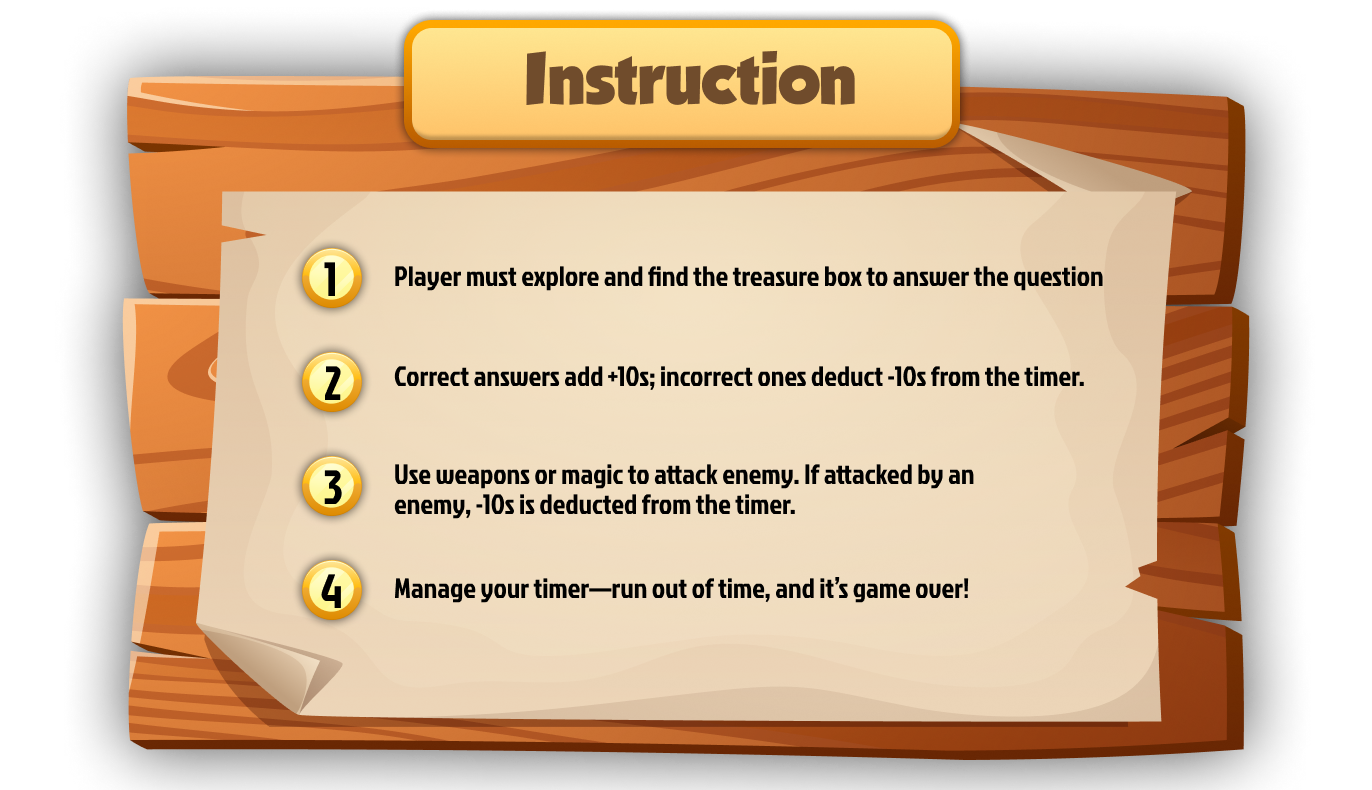 Instruction
1
Player must explore and find the treasure box to answer the question
2
Correct answers add +10s; incorrect ones deduct -10s from the timer.
3
Use weapons or magic to attack enemy. If attacked by an
enemy, -10s is deducted from the timer.
4
Manage your timer—run out of time, and it’s game over!